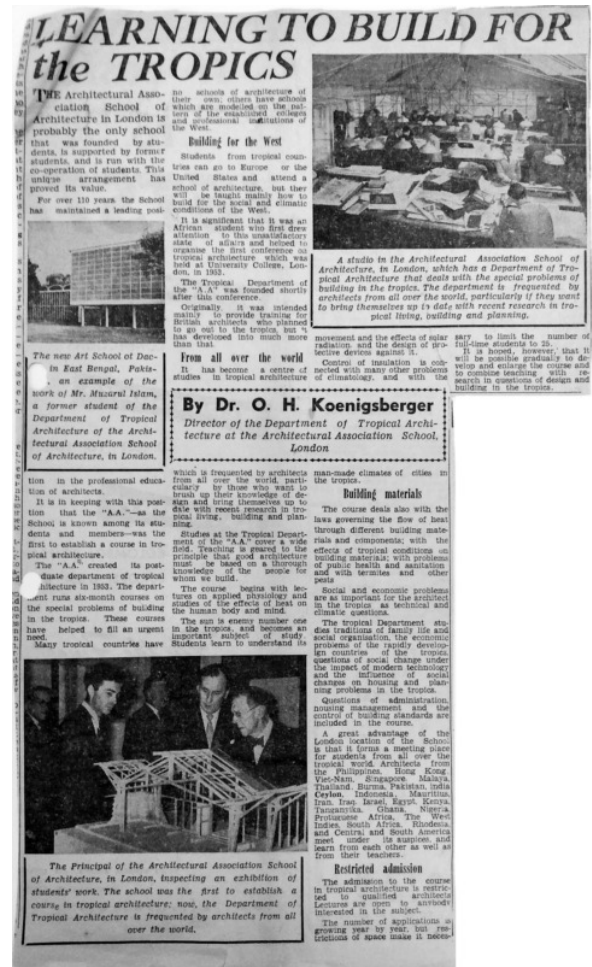 LEARNING TO BUILD FOR
the TROPICS
THE Architectural Asso-
ciation School of
Architecture in London is
probably the only school
that was founded by stu-
dents, is supported by former
students, and is run with the
co-operation of students. This
unique arrangement has
proved its value.
For over 110 years the School
has maintained a leading posi-
The new Art School of Dac-
in East Bengal, Pakis-
, an example of the
work of Mr. Muzarul Islam,
a former student of the
Department of Tropical
Architecture of the Archi-
tectural Association School
of Architecture, in London.
tion in the professional educa-
tion of architects.
It is in keeping with this posi-
tion that the "A.A."—as the
School is known among its stu-
dents and members—was the
first to establish a course in tro-
pical architecture.
The "A.A." created its post-
graduate department of tropical
architecture in 1953. The depart-
ment runs six-month courses on
the special problems of building
in the tropics. These courses
have helped to fill an urgent
need.
Many tropical countries have
no schools of architecture of
their own; others have schools
which are modelled on the pat-
tern of the established colleges
and professional institutions of
the West.
Building for the West
Students from tropical coun-
tries can go to Europe or the
United States and attend a
school of architecture, but they
will be taught mainly how to
build for the social and climatic
conditions of the West.
It is significant that it was an
African student who first drew
attention to this unsatisfactory
state of affairs and helped to
organise the first conference on
tropical architecture which was
held at University College, Lon-
don, in 1953.
The Tropical Department of
the "A.A." was founded shortly
after this conference.
Originally, it was intended
mainly to provide training for
British architects who planned
to go out to the tropics, but it
has developed into much more
than that.
From all over the world
It has become a centre of
studies in tropical architecture
By Dr. O. H. Koenigsberger
Director of the Department of Tropical Archi-
tecture at the Architectural Association School,
London
which is frequented by architects
from all over the world, parti-
cularly by those who want to
brush up their knowledge of de-
sign and bring themselves up to
date with recent research in tro-
pical living, building and plan-
ning.
Studies at the Tropical Depart-
ment of the "A.A." cover a wide
field. Teaching is geared to the
principle that good architecture
must be based on a thorough
knowledge of the people for
whom we build.
The course begins with lec-
tures on applied physiology and
studies of the effects of heat on
the human body and mind.
The sun is enemy number one
in the tropics, and becomes an
important subject of study.
Students learn to understand its
A studio in the Architectural Association School of
Architecture, in London, which has a Department of Tro-
pical Architecture that deals with the special problems of
building in the tropics. The department is frequented by
architects from all over the world, particularly if they want
to bring themselves up to date with recent research in tro-
pical living, building and planning.
movement and the effects of solar
radiation and the design of pro-
tective devices against it.
Control of insulation is con-
nected with many other problems
of climatology, and with the
man-made climates of cities in
the tropics.
Building materials
The course deals also with the
laws governing the flow of heat
through different building mate-
rials and components; with the
effects of tropical conditions on
building materials; with problems
of public health and sanitation
and with termites and other
pests
Social and economic problems
are as important for the architect
in the tropics as technical and
climatic questions.
The tropical Department stu-
dies traditions of family life and
social organisation, the economic
problems of the rapidly develop-
ing countries of the tropics,
questions of social change under
the impact of modern technology
and the influence of social
changes on housing and plan-
ning problems in the tropics.
Questions of administration,
housing management and the
control of building standards are
included in the course.
A great advantage of the
London location of the School
is that it forms a meeting place
for students from all over the
tropical world. Architects from
the Philippines, Hong Kong,
Viet-Nam, Singapore, Malaya,
Thailand, Burma, Pakistan, India
Ceylon, Indonesia, Mauritius,
Iran, Iraq, Israel, Egypt, Kenya,
Tanganyika, Ghana, Nigeria,
Protuguese Africa, The West
Indies, South Africa, Rhodesia,
and Central and South America
meet under its auspices, and
learn from each other as well as
from their teachers.
Restricted admission
The admission to the course
in tropical architecture is restric-
ted to qualified architects
Lectures are open to anybody
interested in the subject.
The number of applications is
growing year by year, but res-
trictions of space make it neces-
sary to limit the number of
full-time students to 25.
It is hoped, however, that it
will be possible gradually to de-
velop and enlarge the course and
to combine teaching with re-
search in questions of design and
building in the tropics.
The Principal of the Architectural Association School
of Architecture, in London, inspecting an exhibition of
students' work. The school was the first to establish a
course in tropical architecture; now, the Department of
Tropical Architecture is frequented by architects from all
over the world.